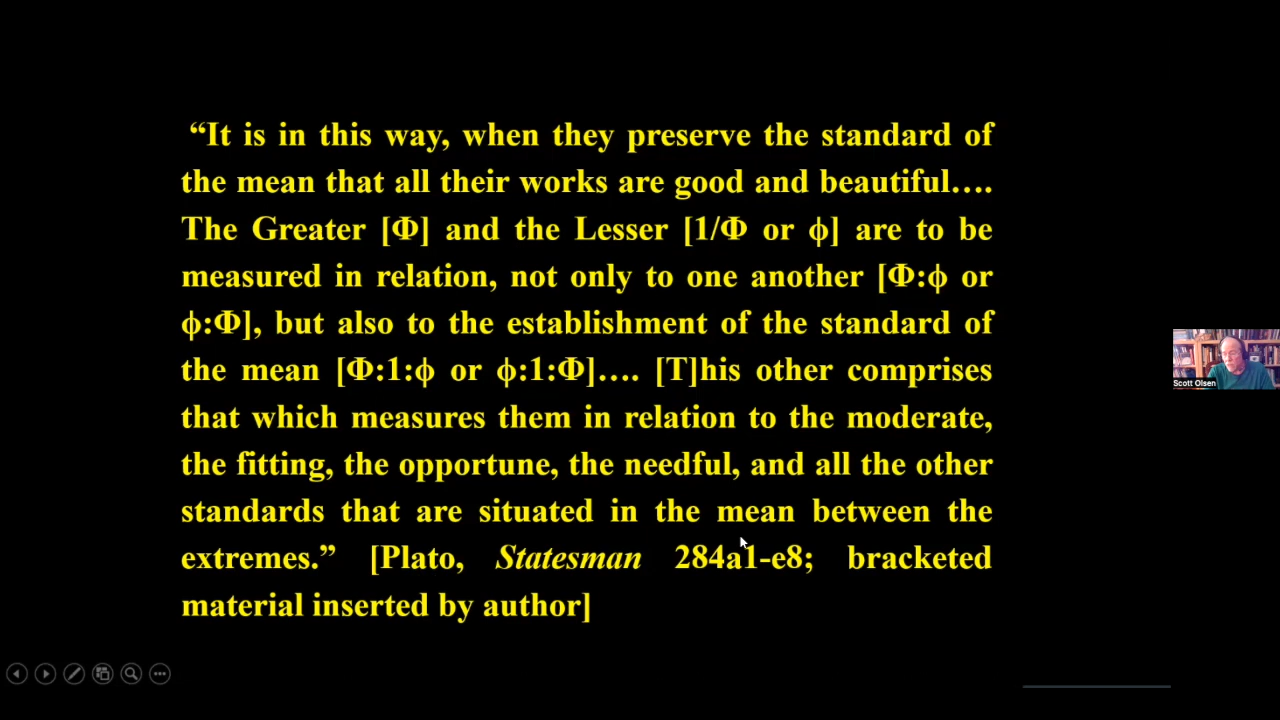 “It is in this way, when they preserve the standard of
the mean that all their works are good and beautiful….
The Greater [Φ] and the Lesser [1/Φ or ϕ] are to be
measured in relation, not only to one another [Φ:ϕ or
ϕ:Φ], but also to the establishment of the standard of
the mean [Φ:1:ϕ or ϕ:1:Φ]…. [T]his other comprises
that which measures them in relation to the moderate,
the fitting, the opportune, the needful, and all the other
standards that are situated in the mean between the
extremes.” [Plato, Statesman 284a1-e8; bracketed
material inserted by author]
Scott Olsen